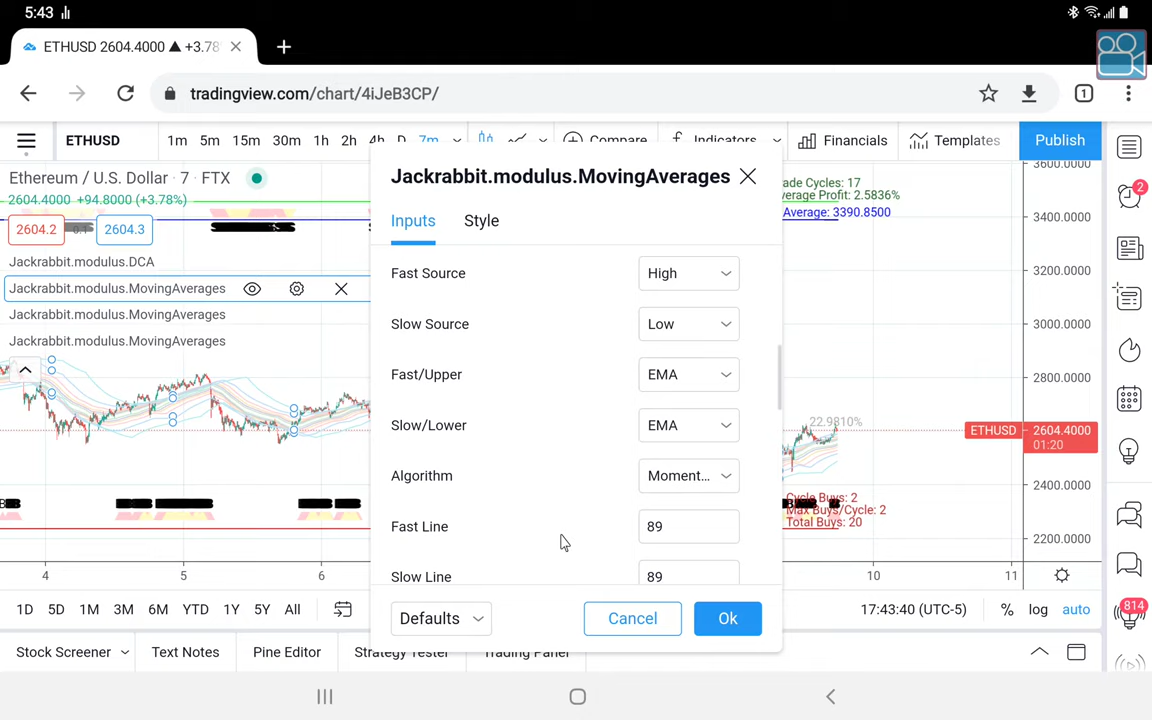 5:43
ETHUSD 2604.4000 ▲ +3.78
tradingview.com/chart/4iJeB3CP/
1
ETHUSD
1m 5m 15m 30m 1h 2h 4h D 7m
Compare
Indicators
Financials
Templates
Publish
2
Ethereum / U.S. Dollar · 7 · FTX
2604.4000 +94.8000 (+3.78%)
2604.2 0.1 2604.3
Jackrabbit.modulus.DCA
Jackrabbit.modulus.MovingAverages
Jackrabbit.modulus.MovingAverages
Jackrabbit.modulus.MovingAverages
Jackrabbit.modulus.MovingAverages
Inputs Style
Fast Source High
Slow Source Low
Fast/Upper EMA
Slow/Lower EMA
Algorithm Moment...
Fast Line 89
Slow Line 89
Defaults Cancel Ok
ade Cycles: 17
verage Profit: 2.5836%
Average: 3390.8500
22.9810%
Cycle Buys: 2
Max Buys/Cycle: 2
Total Buys: 20
3600.0000
3400.0000
3200.0000
3000.0000
2800.0000
ETHUSD 2604.4000
01:20
2400.0000
2200.0000
4 5 6 10 11
1D 5D 1M 3M 6M YTD 1Y 5Y All
17:43:40 (UTC-5) % log auto
814
Stock Screener Text Notes Pine Editor Strategy Tester Trading Panel